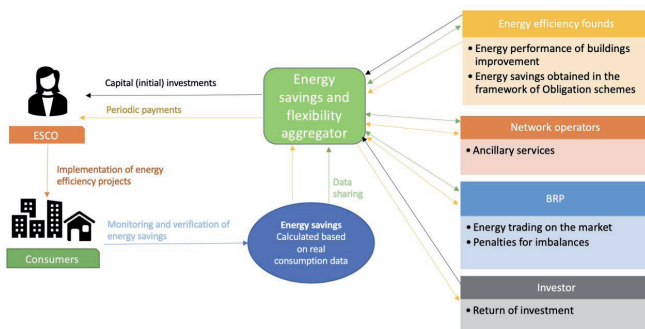 Energy efficiency founds
• Energy performance of buildings
improvement
• Energy savings obtained in the
framework of Obligation schemes
Capital (initial) investments
Periodic payments
Energy
savings and
flexibility
aggregator
ESCO
Network operators
• Ancillary services
Implementation of energy
efficiency projects
Data
sharing
BRP
• Energy trading on the market
• Penalties for imbalances
Monitoring and verification of
energy savings
Energy savings
Calculated based
on real
consumption data
Consumers
Investor
• Return of investment